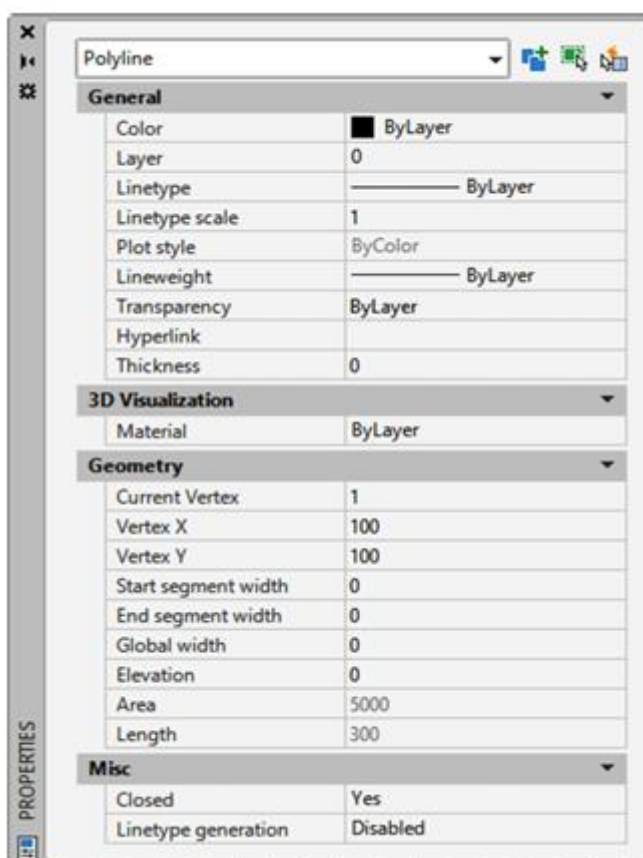 Polyline
General
Color ByLayer
Layer 0
Linetype ByLayer
Linetype scale 1
Plot style ByColor
Lineweight ByLayer
Transparency ByLayer
Hyperlink
Thickness 0
3D Visualization
Material ByLayer
Geometry
Current Vertex 1
Vertex X 100
Vertex Y 100
Start segment width 0
End segment width 0
Global width 0
Elevation 0
Area 5000
Length 300
Misc
Closed Yes
Linetype generation Disabled
PROPERTIES